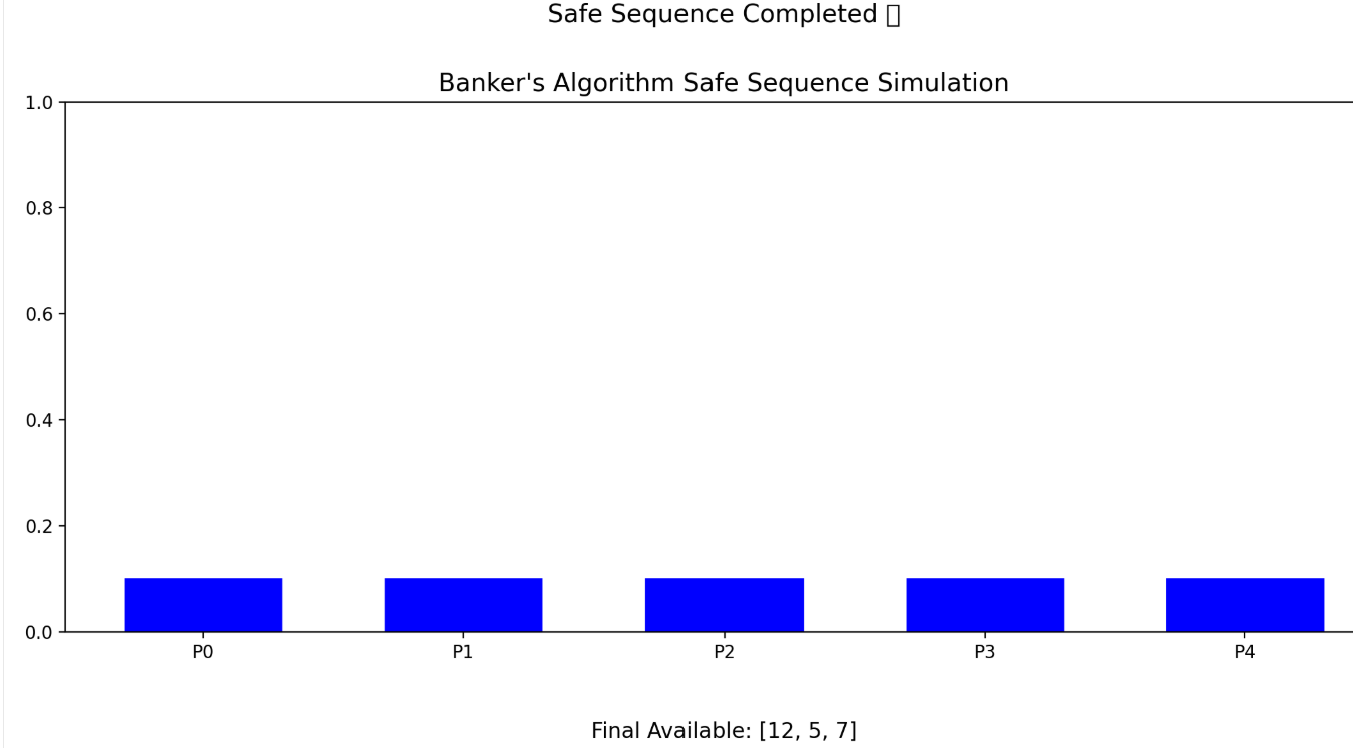 Safe Sequence Completed
Banker's Algorithm Safe Sequence Simulation
1.0
0.8
0.6
0.4
0.2
0.0
P0 P1 P2 P3 P4
Final Available: [12, 5, 7]